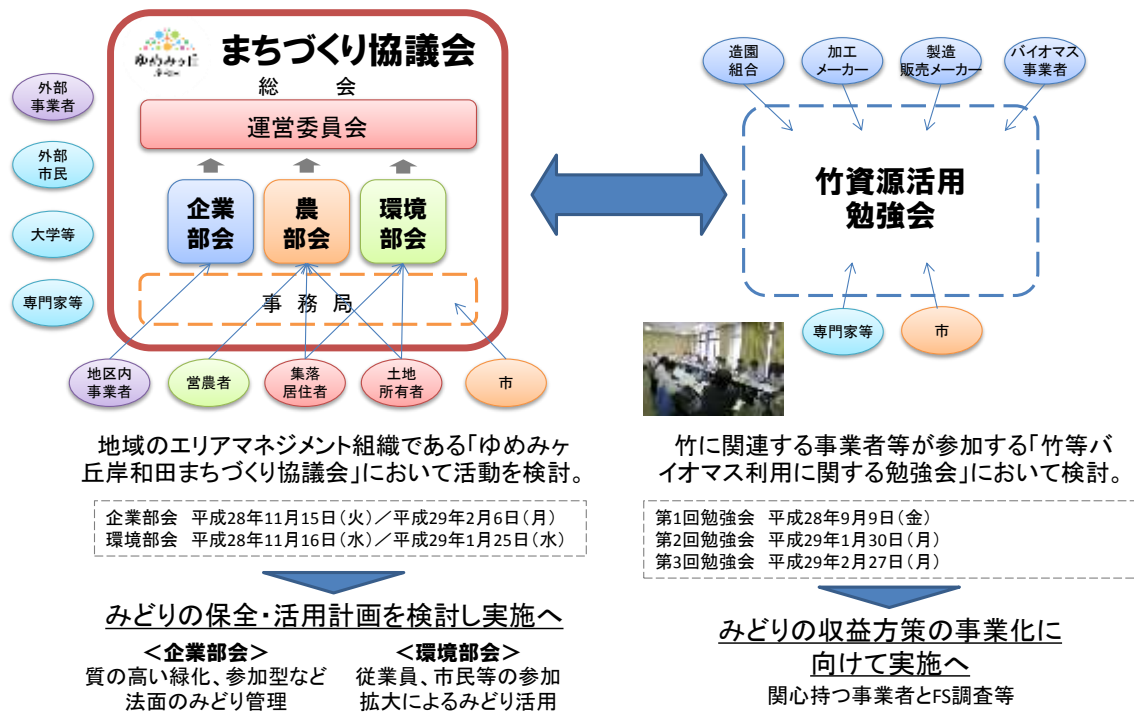 ゆめみヶ丘
まちづくり協議会
総　会
運営委員会
企業
部会
農
部会
環境
部会
事務局
外部
事業者
外部
市民
大学等
専門家等
地区内
事業者
営農者
集落
居住者
土地
所有者
市
造園
組合
加工
メーカー
製造
販売メーカー
バイオマス
事業者
竹資源活用
勉強会
専門家等
市
地域のエリアマネジメント組織である「ゆめみヶ
丘岸和田まちづくり協議会」において活動を検討。
企業部会　平成28年11月15日(火)／平成29年2月6日(月)
環境部会　平成28年11月16日(水)／平成29年1月25日(水)
みどりの保全・活用計画を検討し実施へ
＜企業部会＞
質の高い緑化、参加型など
法面のみどり管理
＜環境部会＞
従業員、市民等の参加
拡大によるみどり活用
竹に関連する事業者等が参加する「竹等バ
イオマス利用に関する勉強会」において検討。
第1回勉強会　平成28年9月9日(金)
第2回勉強会　平成29年1月30日(月)
第3回勉強会　平成29年2月27日(月)
みどりの収益方策の事業化に
向けて実施へ
関心持つ事業者とFS調査等